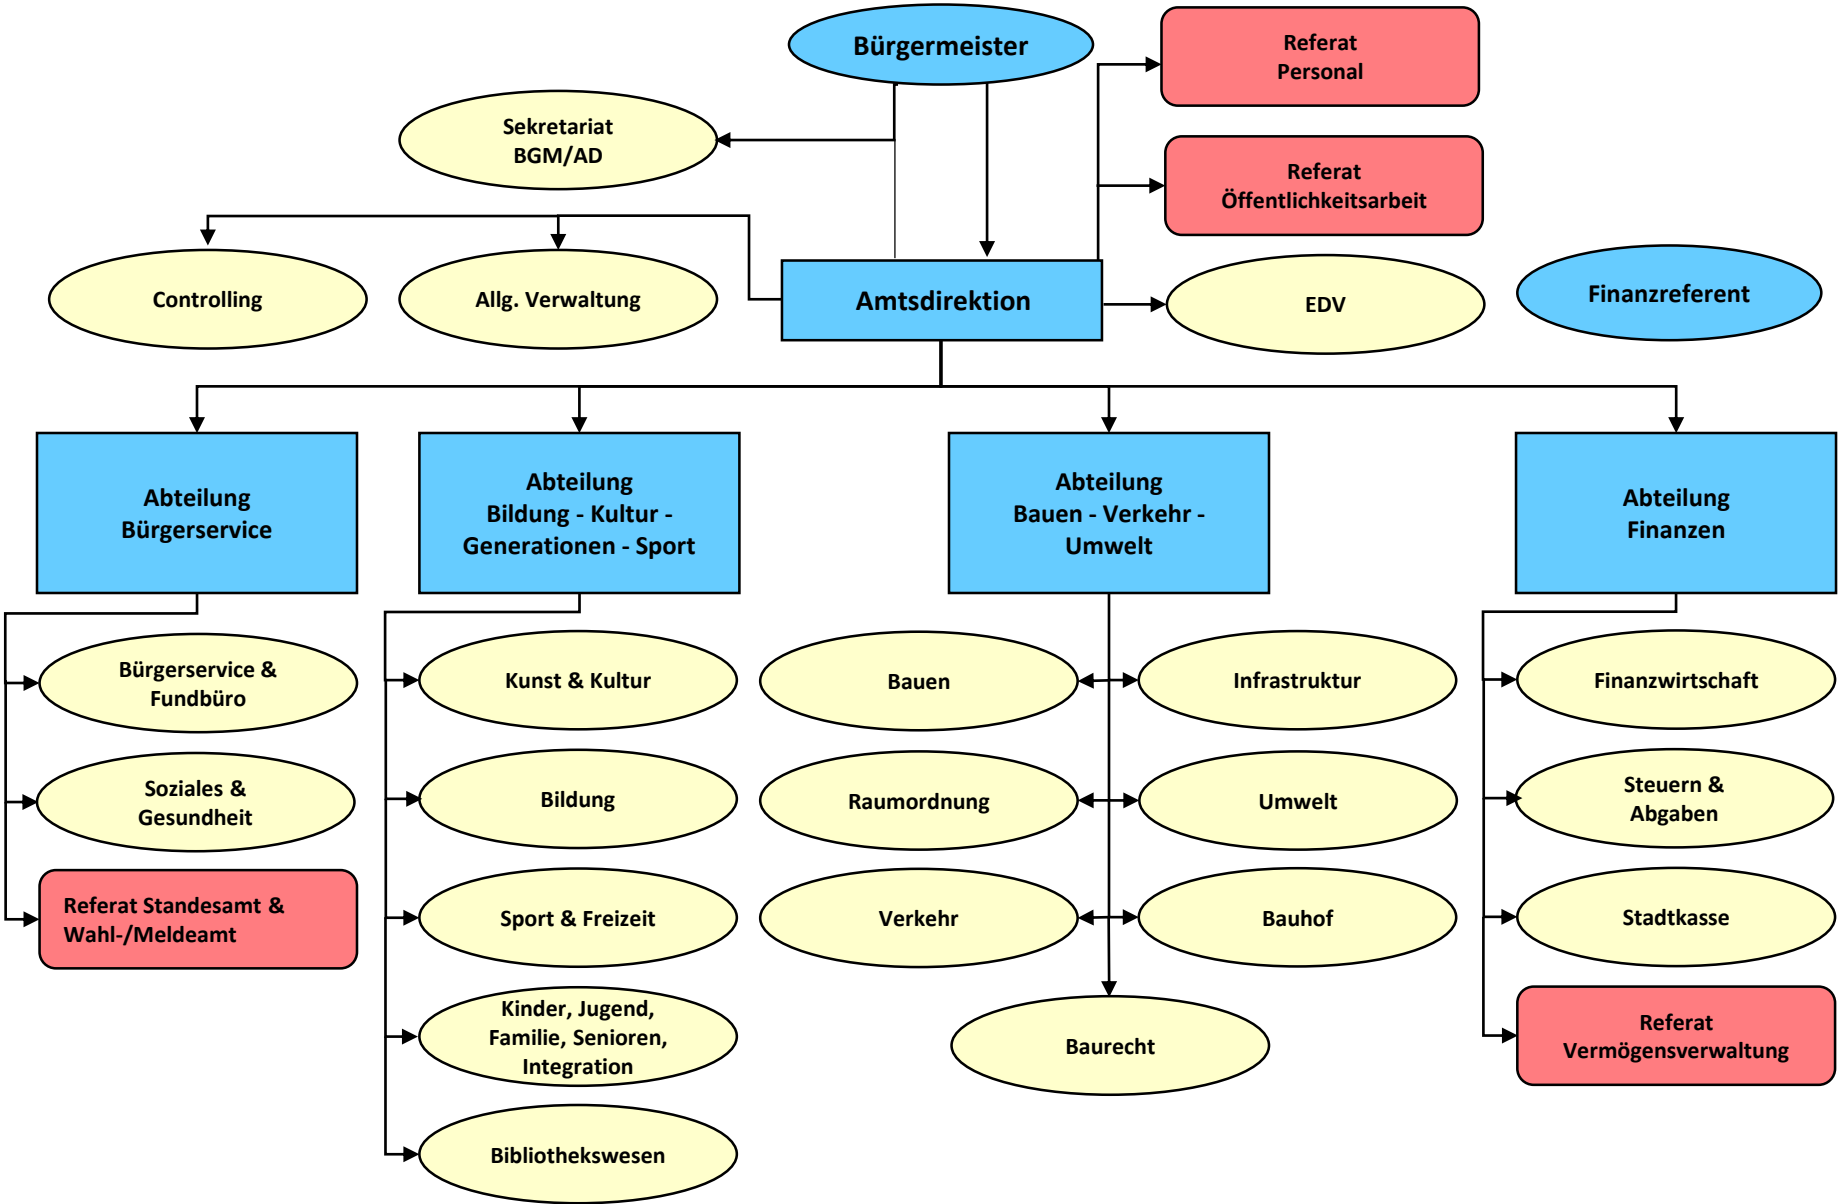 Bürgermeister
Referat
Personal
Sekretariat
BGM/AD
Referat
Öffentlichkeitsarbeit
Controlling
Allg. Verwaltung
Amtsdirektion
EDV
Finanzreferent
Abteilung
Bürgerservice
Abteilung
Bildung - Kultur -
Generationen - Sport
Abteilung
Bauen - Verkehr -
Umwelt
Abteilung
Finanzen
Bürgerservice &
Fundbüro
Soziales &
Gesundheit
Referat Standesamt &
Wahl-/Meldeamt
Kunst & Kultur
Bildung
Sport & Freizeit
Kinder, Jugend,
Familie, Senioren,
Integration
Bibliothekswesen
Bauen
Infrastruktur
Raumordnung
Umwelt
Verkehr
Bauhof
Baurecht
Finanzwirtschaft
Steuern &
Abgaben
Stadtkasse
Referat
Vermögensverwaltung